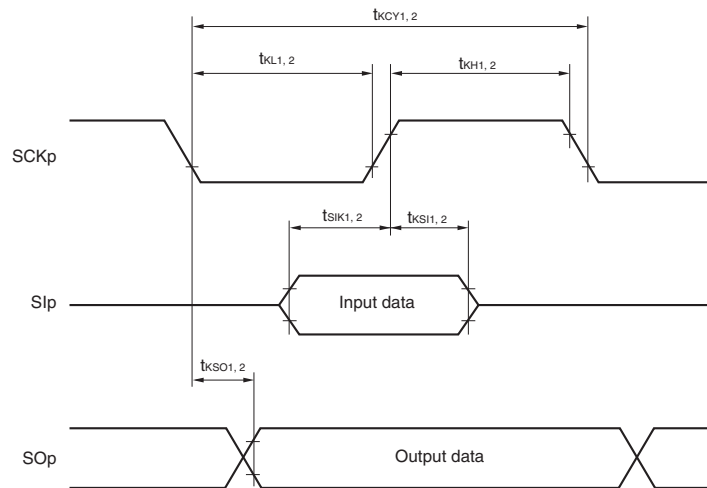 tKCY1, 2
tKL1, 2
tKH1, 2
SCKp
tSIK1, 2
tKSI1, 2
SIp
Input data
tKSO1, 2
SOp
Output data